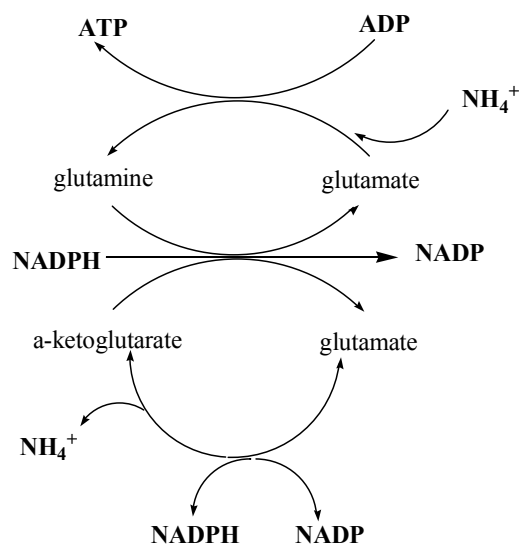 ATP ADP
NH4+
glutamine glutamate
NADPH NADP
a-ketoglutarate glutamate
NH4+
NADPH NADP